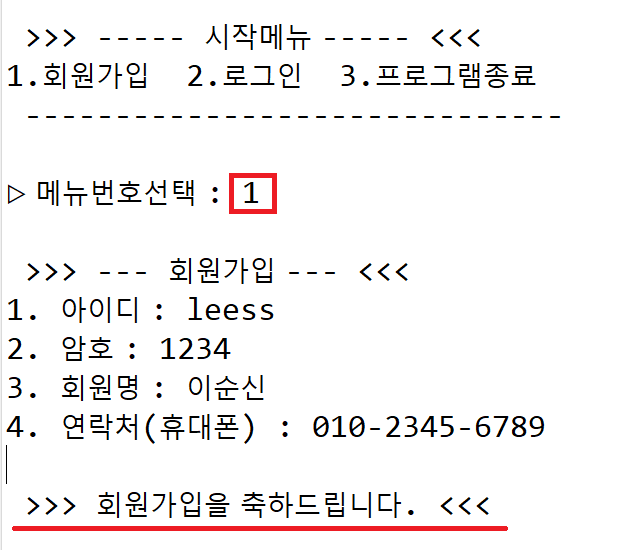 >>> ----- 시작메뉴 ----- <<<
1.회원가입  2.로그인  3.프로그램종료
------------------------------
▷ 메뉴번호선택 : 1
>>> --- 회원가입 --- <<<
1. 아이디 : leess
2. 암호 : 1234
3. 회원명 : 이순신
4. 연락처(휴대폰) : 010-2345-6789
>>> 회원가입을 축하드립니다. <<<